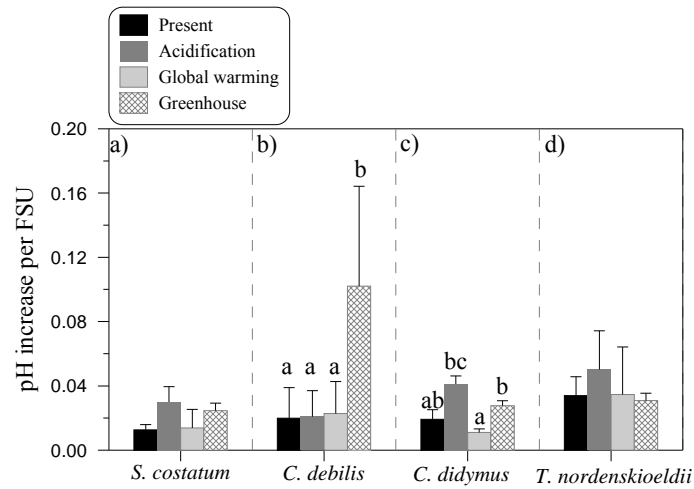 Present
Acidification
Global warming
Greenhouse
pH increase per FSU
0.20
0.16
0.12
0.08
0.04
0.00
a)
b)
c)
d)
a a a b
ab bc a b
S. costatum C. debilis C. didymus T. nordenskioeldii